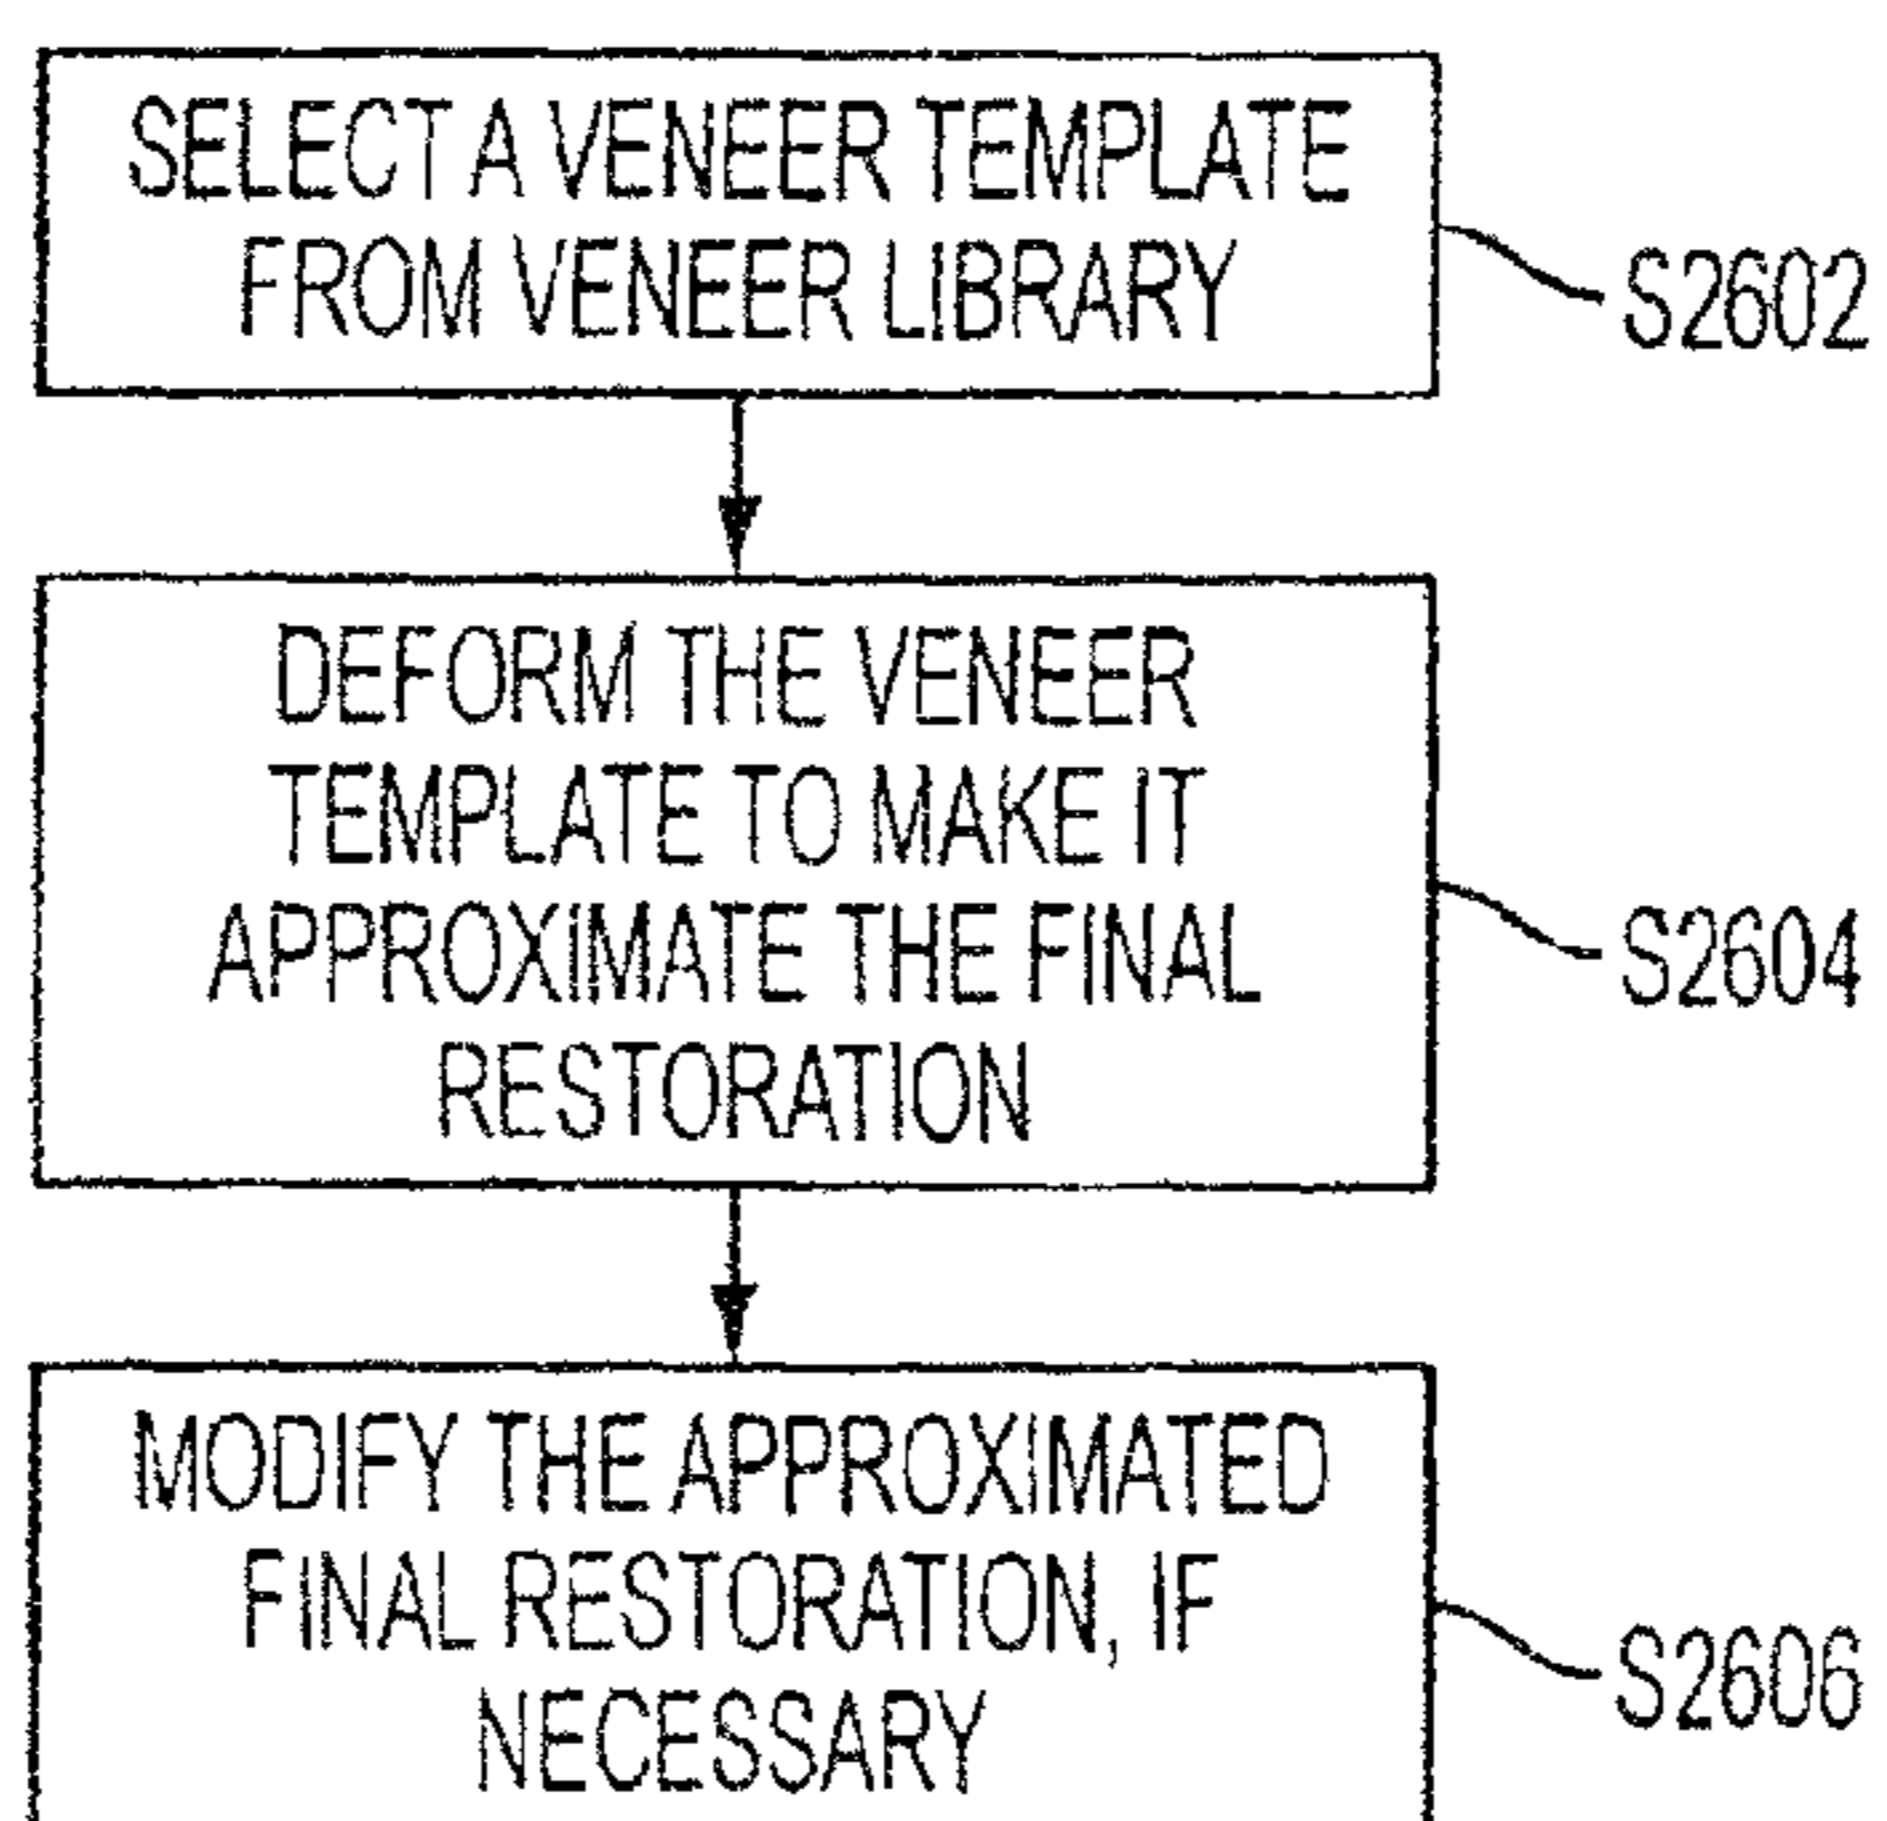 SELECT A VENEER TEMPLATE
FROM VENEER LIBRARY
S2602
DEFORM THE VENEER
TEMPLATE TO MAKE IT
APPROXIMATE THE FINAL
RESTORATION
S2604
MODIFY THE APPROXIMATED
FINAL RESTORATION, IF
NECESSARY
S2606